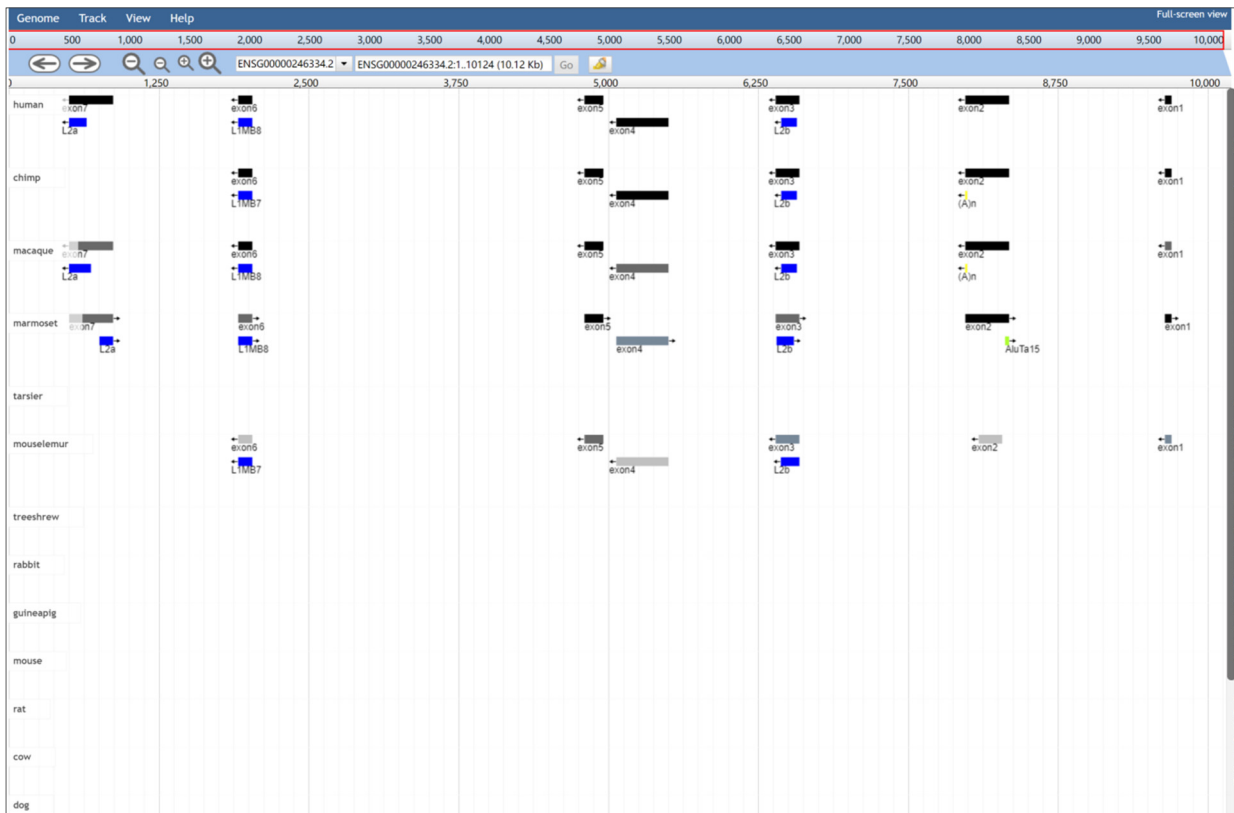 Genome Track View Help Full-screen view
0 500 1,000 1,500 2,000 2,500 3,000 3,500 4,000 4,500 5,000 5,500 6,000 6,500 7,000 7,500 8,000 8,500 9,000 9,500 10,000
ENSG00000246334.2 ENSG00000246334.2:1..10124 (10.12 Kb) Go
1,250 2,500 3,750 5,000 6,250 7,500 8,750 10,000
human
exon7 exon6 exon5 exon3 exon2 exon1
L2a L1MB8 exon4 L2b
chimp
exon6 exon5 exon3 exon2 exon1
L1MB7 exon4 L2b (A)n
macaque
exon7 exon6 exon5 exon3 exon2 exon1
L2a L1MB8 exon4 L2b (A)n
marmoset
exon7 exon6 exon5 exon3 exon2 exon1
L2a L1MB8 exon4 L2b AluTa15
tarsier
mouselemur
exon6 exon5 exon3 exon2 exon1
L1MB7 exon4 L2b
treeshrew
rabbit
guineapig
mouse
rat
cow
dog